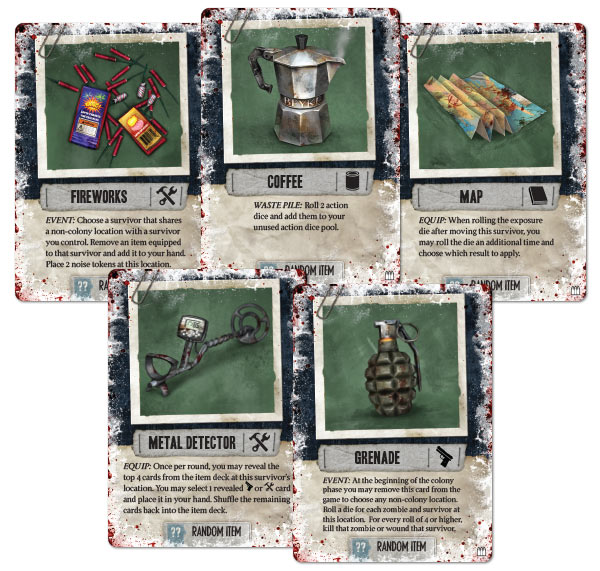 FIREWORKS
EVENT: Choose a survivor that shares
a non-colony location with a survivor
you control. Remove an item equipped
to that survivor and add it to your hand.
Place 2 noise tokens at this location.
??
COFFEE
WASTE PILE: Roll 2 action
dice and add them to your
unused action dice pool.
RANDOM ITEM
MAP
EQUIP: When rolling the exposure
die after moving this survivor, you
may roll the die an additional time and
choose which result to apply.
RANDOM ITEM
METAL DETECTOR
EQUIP: Once per round, you may reveal the
top 4 cards from the item deck at this survivor's
location. You may select 1 revealed or card
and place it in your hand. Shuffle the remaining
cards back into the item deck.
?? RANDOM ITEM
GRENADE
EVENT: At the beginning of the colony
phase you may remove this card from the
game to choose any non-colony location.
Roll a die for each zombie and survivor at
this location. For every roll of 4 or higher,
kill that zombie or wound that survivor.
?? RANDOM ITEM